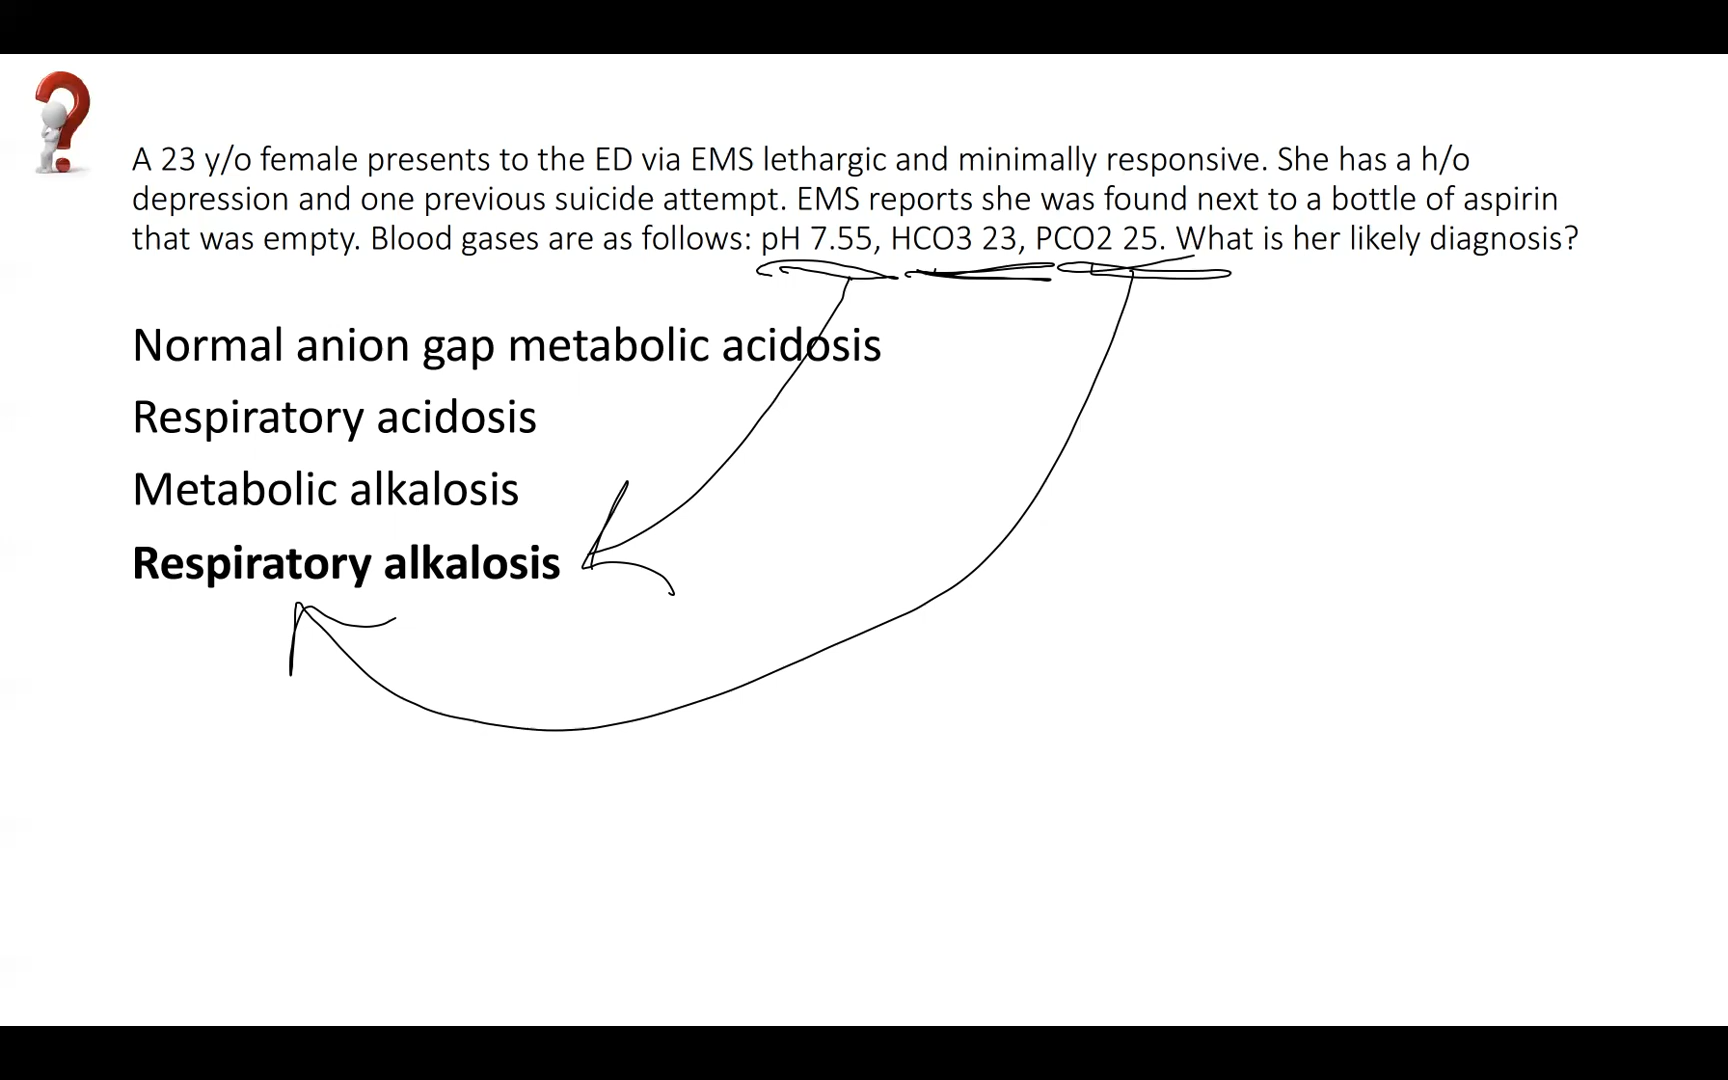 A 23 y/o female presents to the ED via EMS lethargic and minimally responsive. She has a h/o
depression and one previous suicide attempt. EMS reports she was found next to a bottle of aspirin
that was empty. Blood gases are as follows: pH 7.55, HCO3 23, PCO2 25. What is her likely diagnosis?
Normal anion gap metabolic acidosis
Respiratory acidosis
Metabolic alkalosis
Respiratory alkalosis